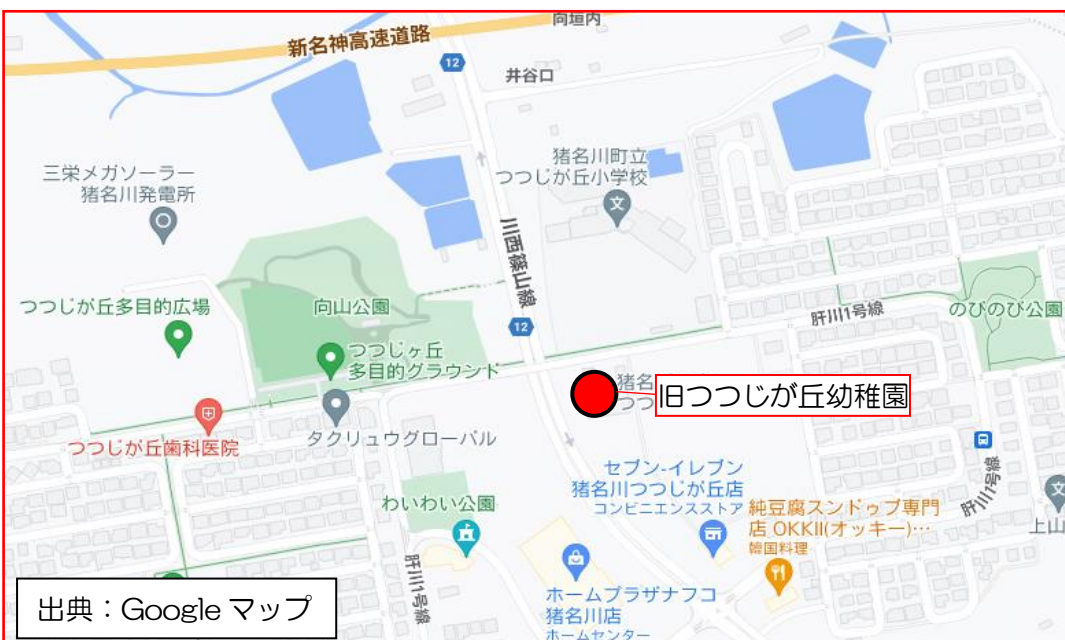 向垣内
新名神高速道路
12
井谷口
三栄メガソーラー
猪名川発電所
猪名川町立
つつじが丘小学校
川西篠山線
つつじが丘多目的広場
向山公園
12
肝川1号線
のびのび公園
つつじヶ丘
多目的グラウンド
猪名
つつ
旧つつじが丘幼稚園
つつじが丘歯科医院
タクリュウグローバル
わいわい公園
セブン-イレブン
猪名川つつじが丘店
コンビニエンスストア
純豆腐スンドゥブ専門
店 OKKII(オッキー)…
韓国料理
肝川1号線
上山
肝川1号線
ホームプラザナフコ
猪名川店
ホームセンター
出典：Google マップ